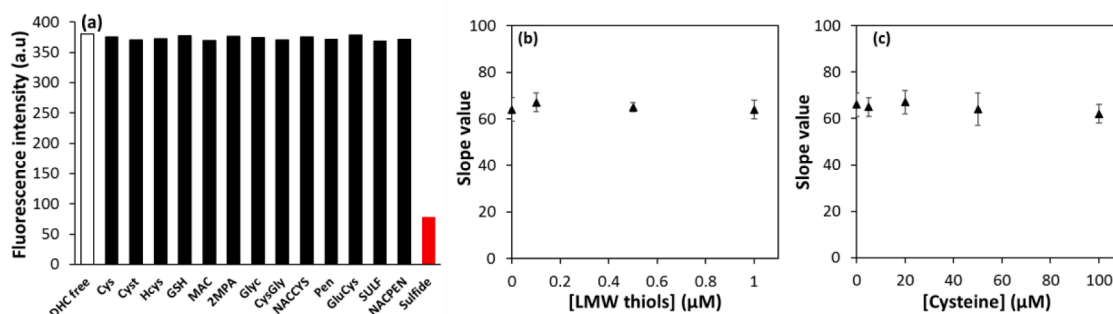 (a)
Fluorescence intensity (a.u)
400
350
300
250
200
150
100
50
0
DHC free
Cys
Cyst
Hcys
GSH
MAC
2MPA
Glyc
CysGly
NACCYS
Pen
GluCys
SULF
NACPEN
Sulfide
(b)
Slope value
100
80
60
40
20
0
0
0.2
0.4
0.6
0.8
1
[LMW thiols] (µM)
(c)
Slope value
100
80
60
40
20
0
0
20
40
60
80
100
[Cysteine] (µM)